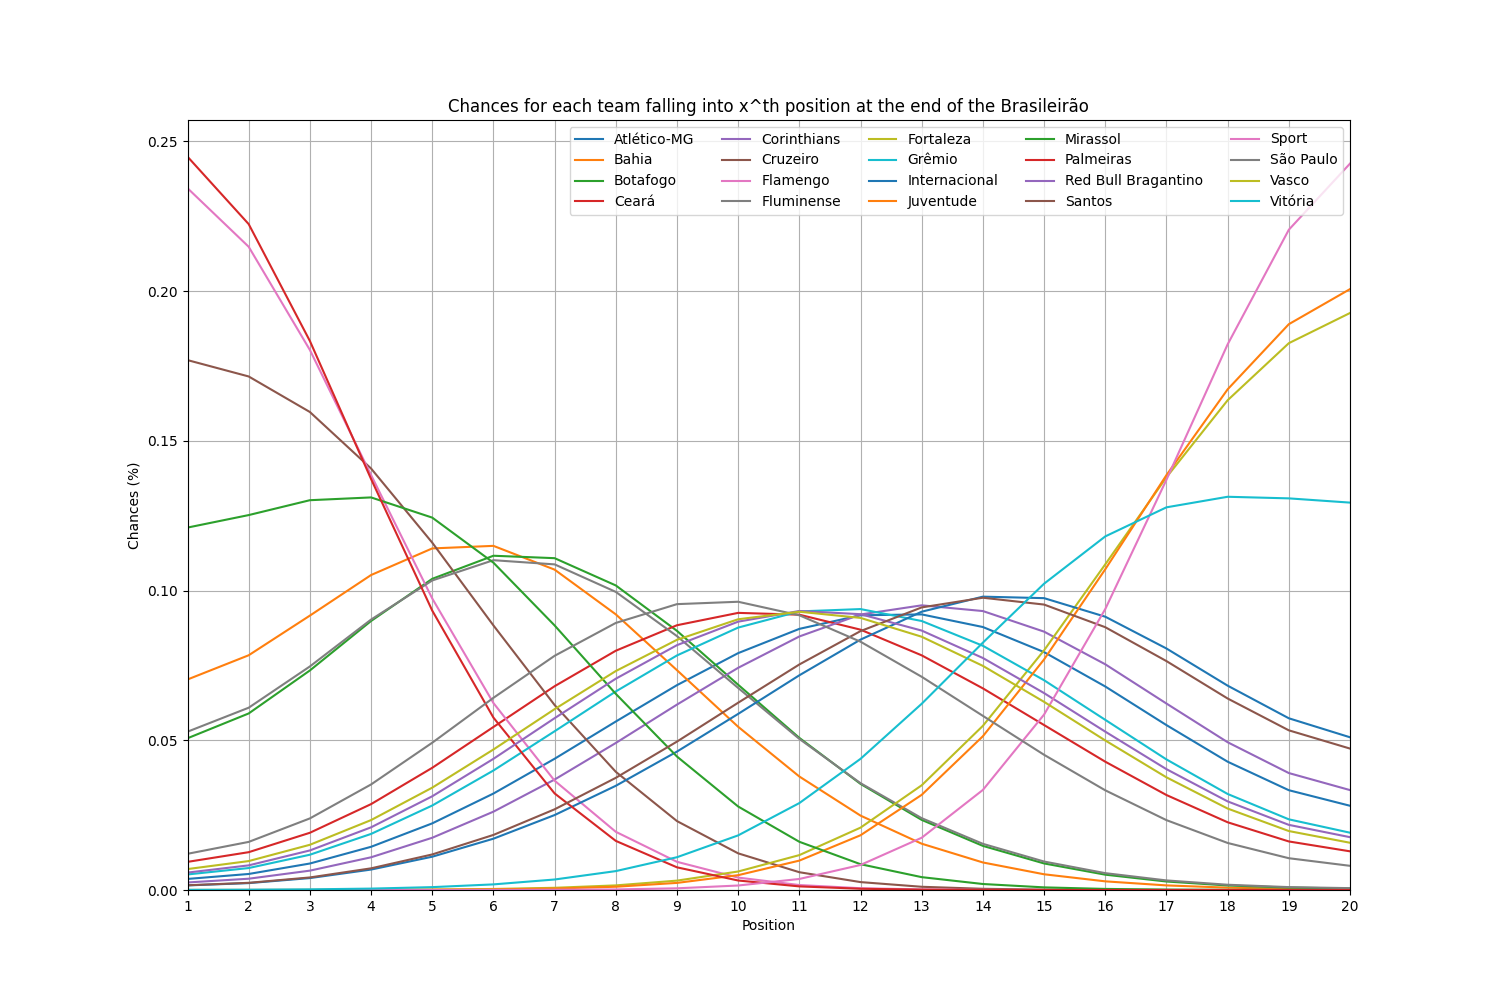 Chances for each team falling into x^th position at the end of the Brasileirão
Atlético-MG
Bahia
Botafogo
Ceará
Corinthians
Cruzeiro
Flamengo
Fluminense
Fortaleza
Grêmio
Internacional
Juventude
Mirassol
Palmeiras
Red Bull Bragantino
Santos
Sport
São Paulo
Vasco
Vitória
Chances (%)
0.25
0.20
0.15
0.10
0.05
0.00
1 2 3 4 5 6 7 8 9 10 11 12 13 14 15 16 17 18 19 20
Position